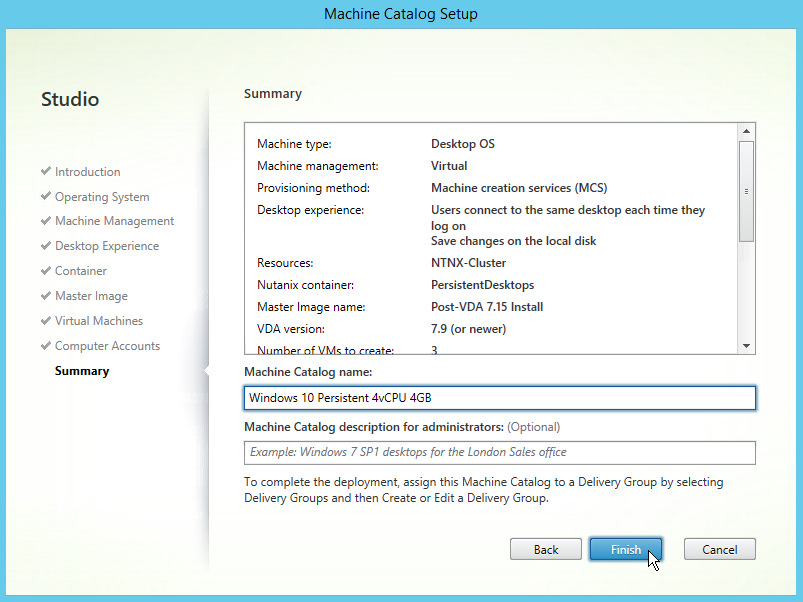 Machine Catalog Setup
Studio
Introduction
Operating System
Machine Management
Desktop Experience
Container
Master Image
Virtual Machines
Computer Accounts
Summary
Summary
Machine type: Desktop OS
Machine management: Virtual
Provisioning method: Machine creation services (MCS)
Desktop experience: Users connect to the same desktop each time they
log on
Save changes on the local disk
Resources: NTNX-Cluster
Nutanix container: PersistentDesktops
Master Image name: Post-VDA 7.15 Install
VDA version: 7.9 (or newer)
Number of VMs to create: 3
Machine Catalog name:
Windows 10 Persistent 4vCPU 4GB
Machine Catalog description for administrators: (Optional)
Example: Windows 7 SP1 desktops for the London Sales office
To complete the deployment, assign this Machine Catalog to a Delivery Group by selecting
Delivery Groups and then Create or Edit a Delivery Group.
Back Finish Cancel